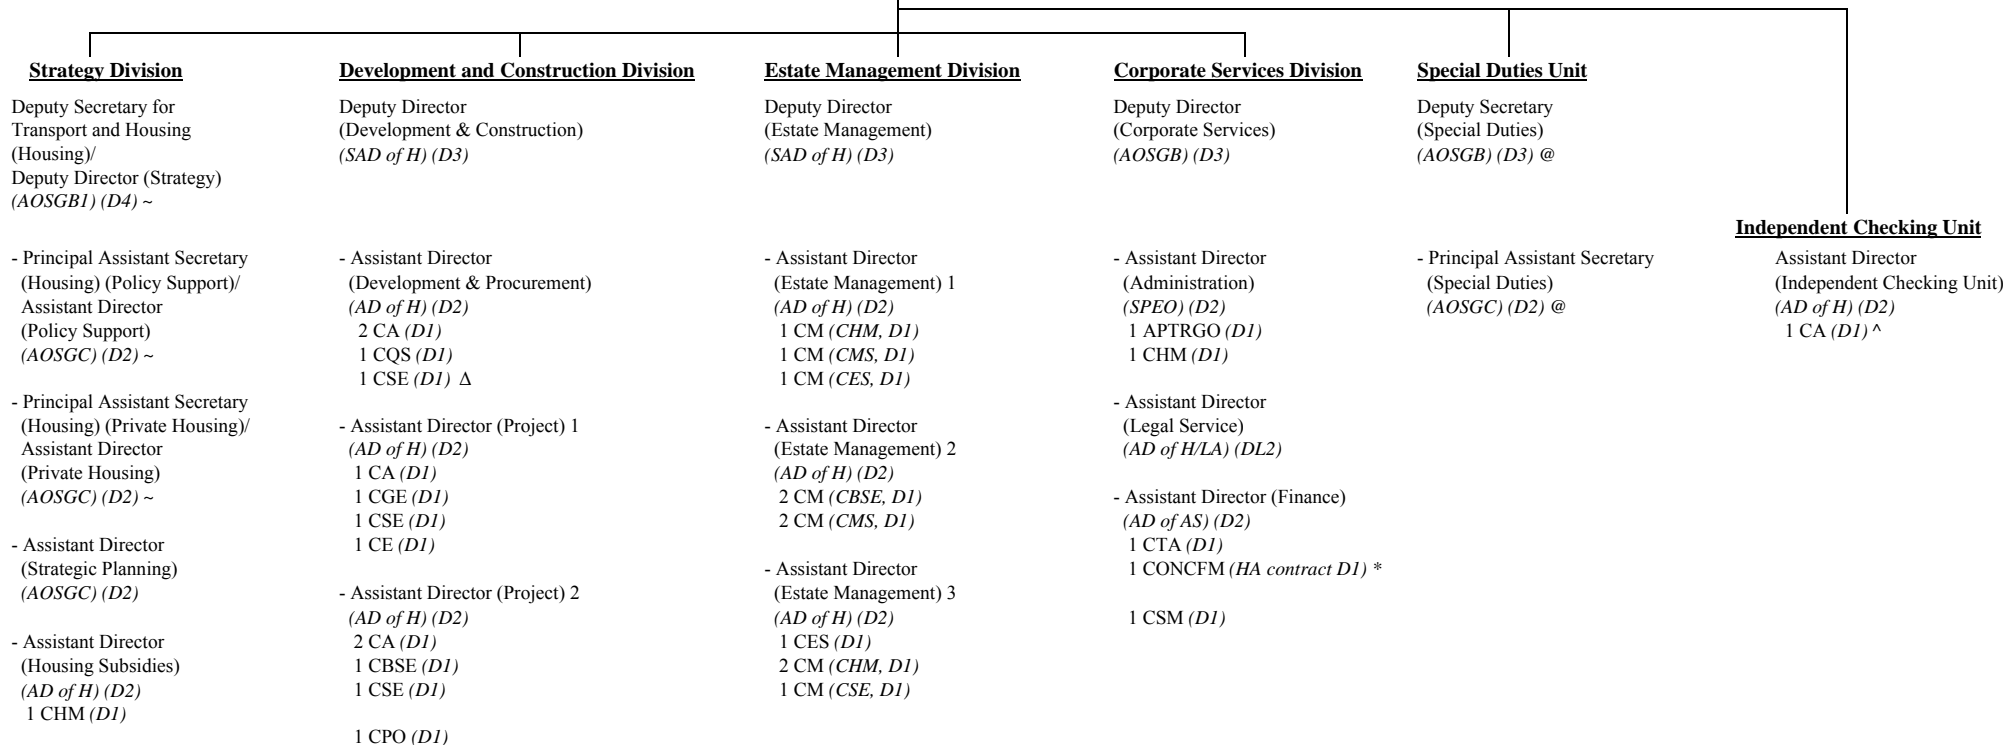 Strategy Division
Deputy Secretary for
Transport and Housing
(Housing)/
Deputy Director (Strategy)
(AOSGB1) (D4) ~
- Principal Assistant Secretary
(Housing) (Policy Support)/
Assistant Director
(Policy Support)
(AOSGC) (D2) ~
- Principal Assistant Secretary
(Housing) (Private Housing)/
Assistant Director
(Private Housing)
(AOSGC) (D2) ~
- Assistant Director
(Strategic Planning)
(AOSGC) (D2)
- Assistant Director
(Housing Subsidies)
(AD of H) (D2)
1 CHM (D1)
Development and Construction Division
Deputy Director
(Development & Construction)
(SAD of H) (D3)
- Assistant Director
(Development & Procurement)
(AD of H) (D2)
2 CA (D1)
1 CQS (D1)
1 CSE (D1) Δ
- Assistant Director (Project) 1
(AD of H) (D2)
1 CA (D1)
1 CGE (D1)
1 CSE (D1)
1 CE (D1)
- Assistant Director (Project) 2
(AD of H) (D2)
2 CA (D1)
1 CBSE (D1)
1 CSE (D1)
1 CPO (D1)
Estate Management Division
Deputy Director
(Estate Management)
(SAD of H) (D3)
- Assistant Director
(Estate Management) 1
(AD of H) (D2)
1 CM (CHM, D1)
1 CM (CMS, D1)
1 CM (CES, D1)
- Assistant Director
(Estate Management) 2
(AD of H) (D2)
2 CM (CBSE, D1)
2 CM (CMS, D1)
- Assistant Director
(Estate Management) 3
(AD of H) (D2)
1 CES (D1)
2 CM (CHM, D1)
1 CM (CSE, D1)
Corporate Services Division
Deputy Director
(Corporate Services)
(AOSGB) (D3)
- Assistant Director
(Administration)
(SPEO) (D2)
1 APTRGO (D1)
1 CHM (D1)
- Assistant Director
(Legal Service)
(AD of H/LA) (DL2)
- Assistant Director (Finance)
(AD of AS) (D2)
1 CTA (D1)
1 CONCFM (HA contract D1) *
1 CSM (D1)
Special Duties Unit
Deputy Secretary
(Special Duties)
(AOSGB) (D3) @
- Principal Assistant Secretary
(Special Duties)
(AOSGC) (D2) @
Independent Checking Unit
Assistant Director
(Independent Checking Unit)
(AD of H) (D2)
1 CA (D1) ^